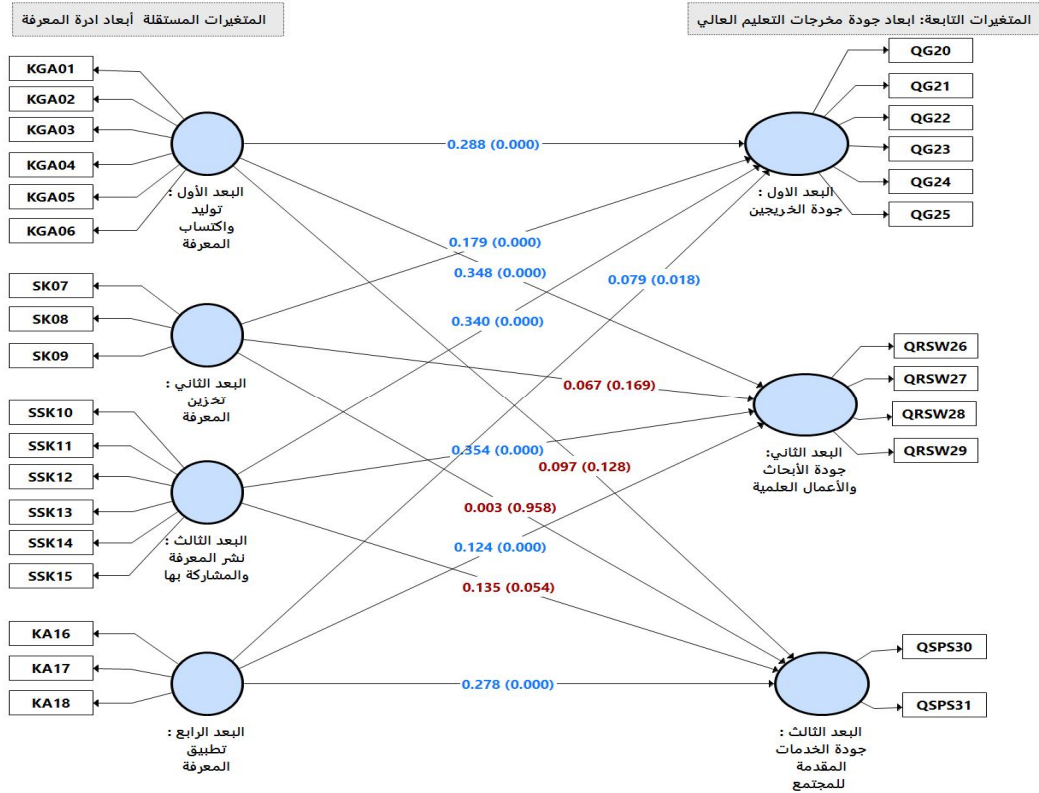 المتغيرات المستقلة أبعاد ادرة المعرفة
المتغيرات التابعة: ابعاد جودة مخرجات التعليم العالي
KGA01
KGA02
KGA03
KGA04
KGA05
KGA06
البعد الأول :
توليد
واكتساب
المعرفة
SK07
SK08
SK09
البعد الثاني :
تخزين
المعرفة
SSK10
SSK11
SSK12
SSK13
SSK14
SSK15
البعد الثالث :
نشر المعرفة
والمشاركة بها
KA16
KA17
KA18
البعد الرابع :
تطبيق
المعرفة
0.288 (0.000)
0.179 (0.000)
0.348 (0.000)
0.079 (0.018)
0.340 (0.000)
0.067 (0.169)
0.354 (0.000)
0.097 (0.128)
0.003 (0.958)
0.124 (0.000)
0.135 (0.054)
0.278 (0.000)
QG20
QG21
QG22
QG23
QG24
QG25
البعد الاول :
جودة الخريجين
QRSW26
QRSW27
QRSW28
QRSW29
البعد الثاني:
جودة الأبحاث
والأعمال العلمية
QSPS30
QSPS31
البعد الثالث :
جودة الخدمات
المقدمة
للمجتمع